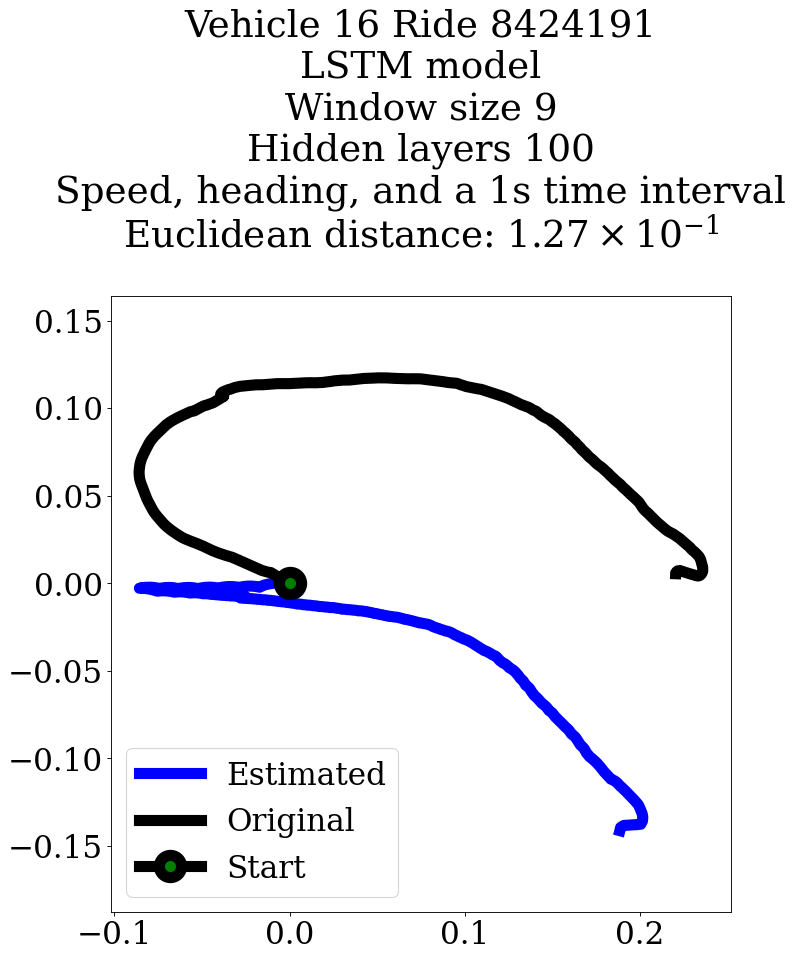 Vehicle 16 Ride 8424191
LSTM model
Window size 9
Hidden layers 100
Speed, heading, and a 1s time interval
Euclidean distance: 1.27 × 10⁻¹
0.15
0.10
0.05
0.00
−0.05
−0.10
−0.15
Estimated
Original
Start
−0.1
0.0
0.1
0.2